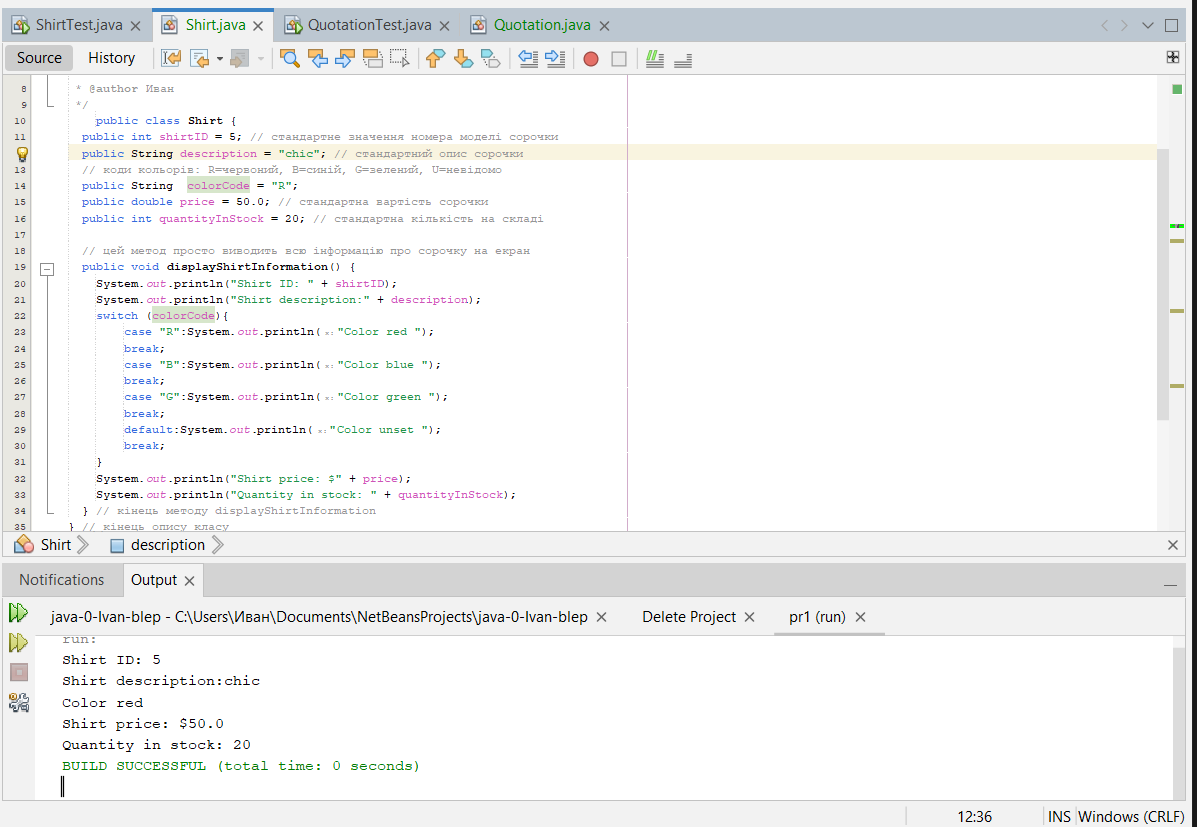 ShirtTest.java Shirt.java QuotationTest.java Quotation.java
Source History
8 * @author Иван
9 */
10 public class Shirt {
11 public int shirtID = 5; // стандартне значення номера моделі сорочки
public String description = "chic"; // стандартний опис сорочки
13 // коди кольорів: R=червоний, B=синій, G=зелений, U=невідомо
14 public String colorCode = "R";
15 public double price = 50.0; // стандартна вартість сорочки
16 public int quantityInStock = 20; // стандартна кількість на складі
17
18 // цей метод просто виводить всю інформацію про сорочку на екран
19 public void displayShirtInformation() {
20 System.out.println("Shirt ID: " + shirtID);
21 System.out.println("Shirt description:" + description);
22 switch (colorCode){
23 case "R":System.out.println( x: "Color red ");
24 break;
25 case "B":System.out.println( x: "Color blue ");
26 break;
27 case "G":System.out.println( x: "Color green ");
28 break;
29 default:System.out.println( x: "Color unset ");
30 break;
31 }
32 System.out.println("Shirt price: $" + price);
33 System.out.println("Quantity in stock: " + quantityInStock);
34 } // кінець методу displayShirtInformation
35 } // кінець опису класу
Shirt description
Notifications Output
java-0-Ivan-blep - C:\Users\Иван\Documents\NetBeansProjects\java-0-Ivan-blep Delete Project pr1 (run)
run:
Shirt ID: 5
Shirt description:chic
Color red
Shirt price: $50.0
Quantity in stock: 20
BUILD SUCCESSFUL (total time: 0 seconds)
12:36 INS Windows (CRLF)